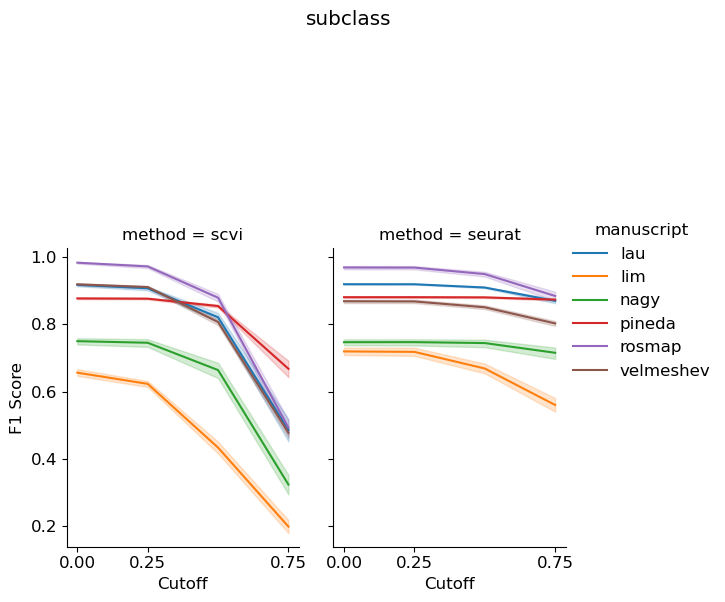 subclass
method = scvi
method = seurat
manuscript
lau
lim
nagy
pineda
rosmap
velmeshev
F1 Score
1.0
0.8
0.6
0.4
0.2
0.00 0.25 0.75
0.00 0.25 0.75
Cutoff
Cutoff